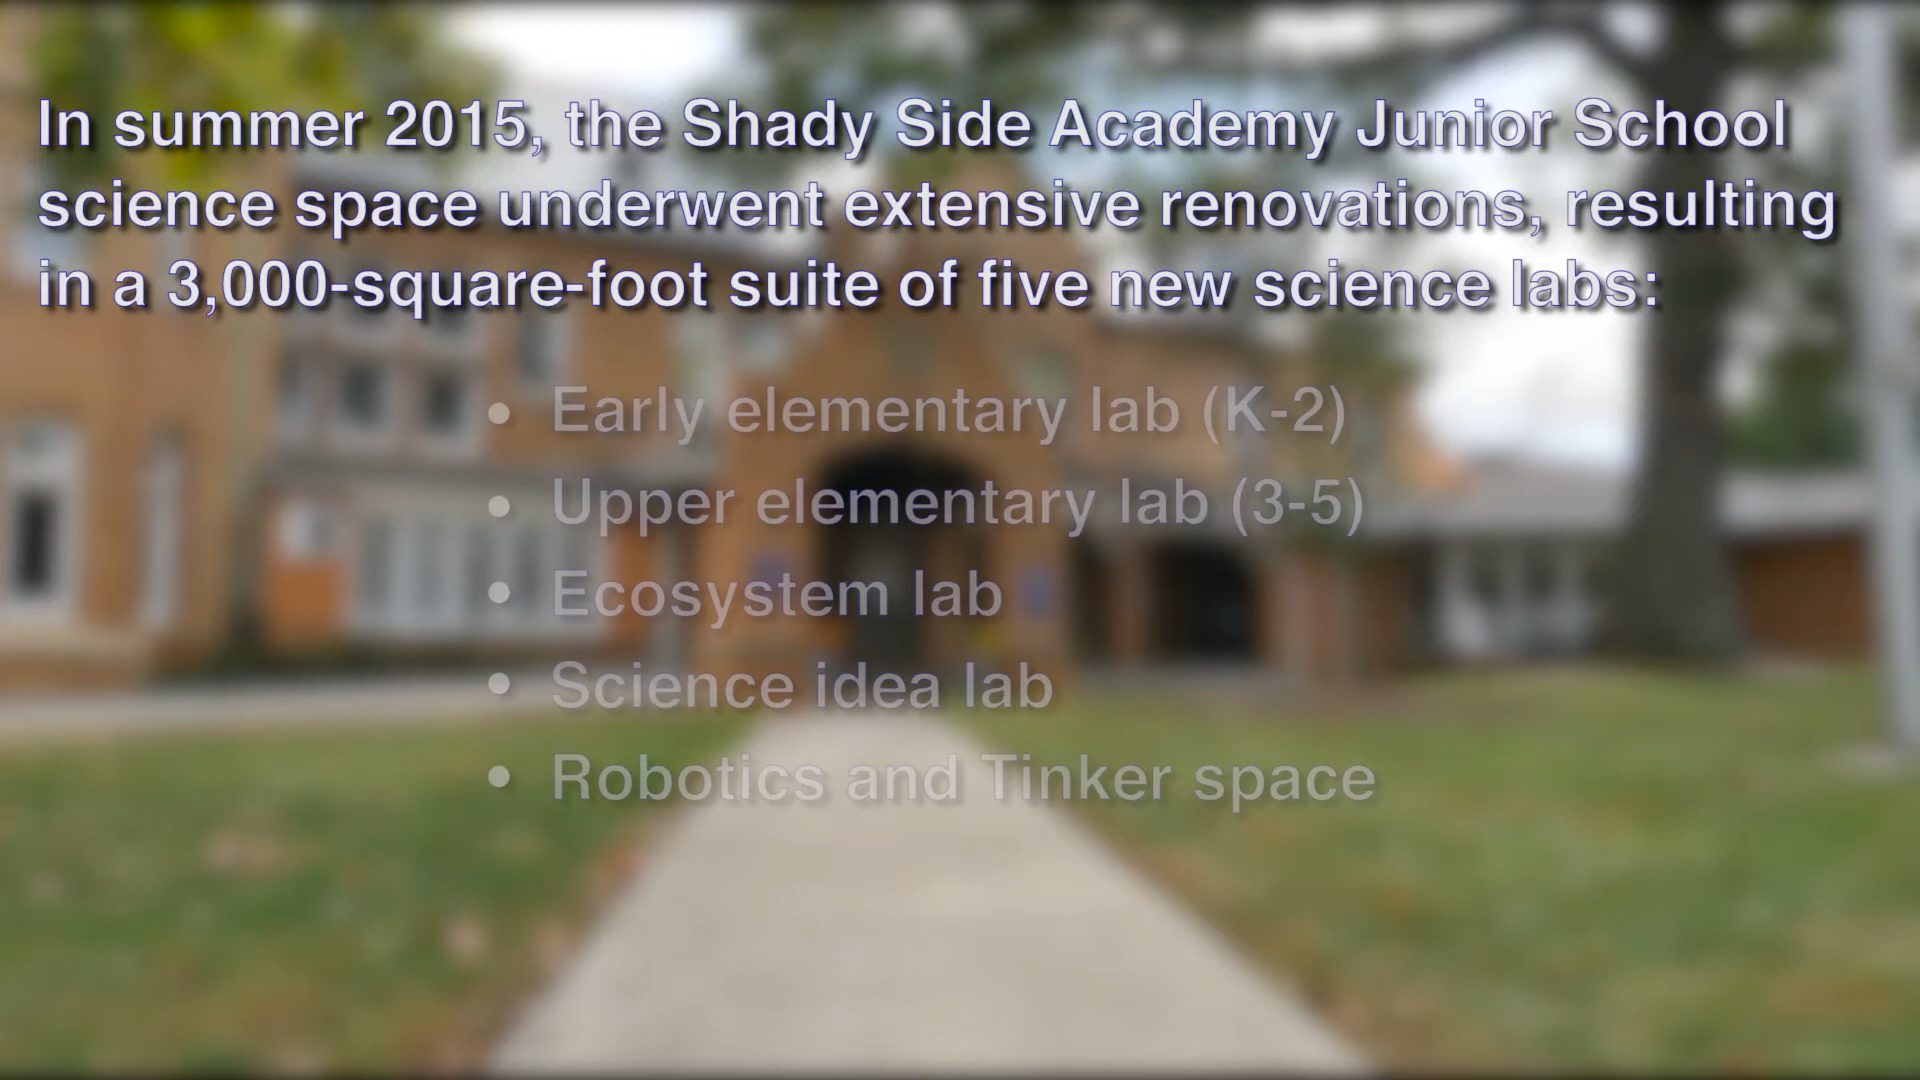 In summer 2015, the Shady Side Academy Junior School
science space underwent extensive renovations, resulting
in a 3,000-square-foot suite of five new science labs:
• Early elementary lab (K-2)
• Upper elementary lab (3-5)
• Ecosystem lab
• Science idea lab
• Robotics and Tinker space